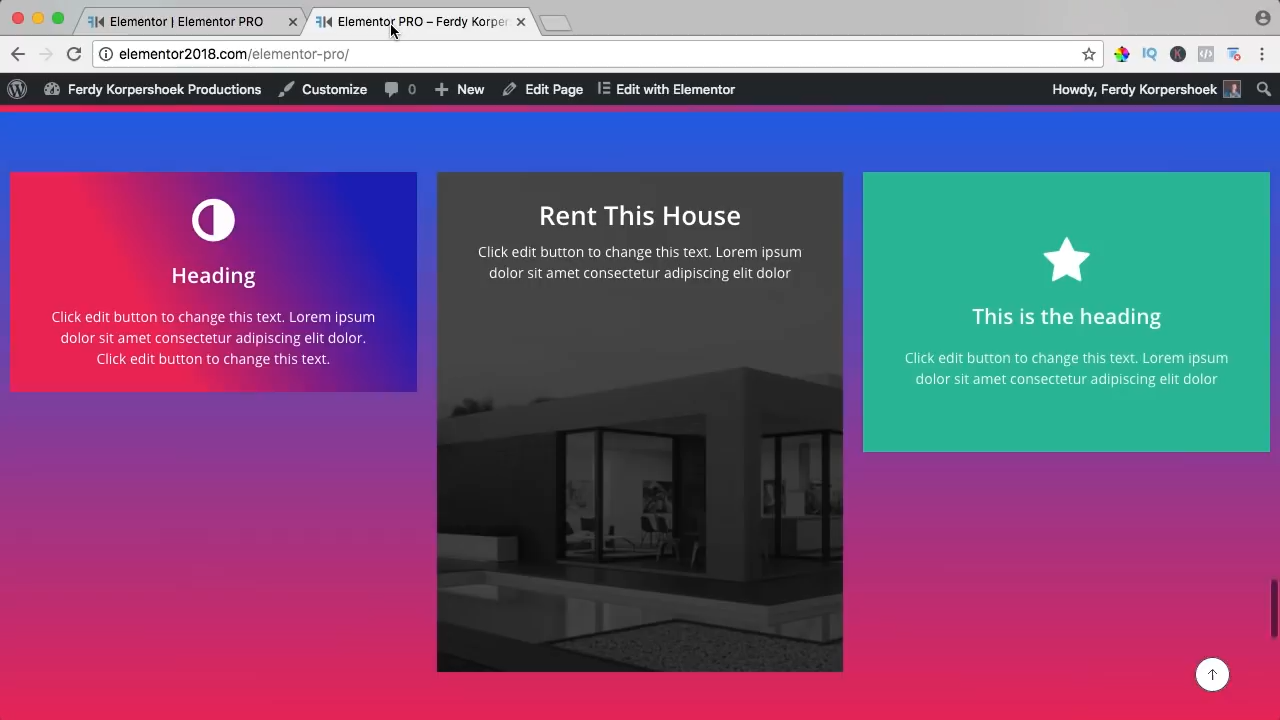 Elementor | Elementor PRO
Elementor PRO – Ferdy Korper
elementor2018.com/elementor-pro/
Ferdy Korpershoek Productions
Customize
0
New
Edit Page
Edit with Elementor
Howdy, Ferdy Korpershoek
Heading
Click edit button to change this text. Lorem ipsum
dolor sit amet consectetur adipiscing elit dolor.
Click edit button to change this text.
Rent This House
Click edit button to change this text. Lorem ipsum
dolor sit amet consectetur adipiscing elit dolor
This is the heading
Click edit button to change this text. Lorem ipsum
dolor sit amet consectetur adipiscing elit dolor